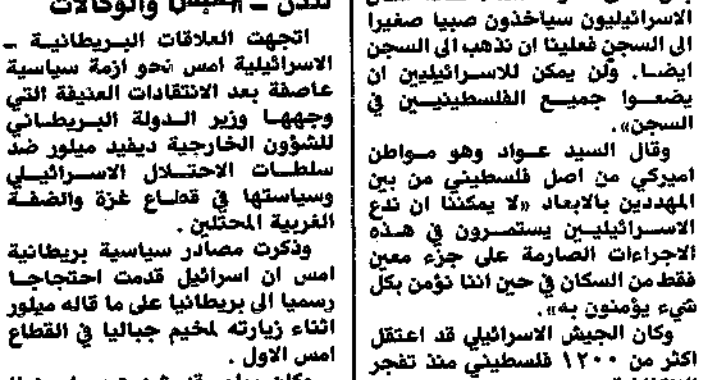 الاسرائيليون سيأخذون صبيا صغيرا
الى السجن فعلينا ان نذهب الى السجن
ايضا. ولن يمكن للاسرائيليين ان
يضعوا جميع الفلسطينيين في
السجن».
وقال السيد عواد وهو مواطن
اميركي من اصل فلسطيني من بين
المهددين بالابعاد «لا يمكننا ان ندع
الاسرائيليين يستمرون في هذه
الاجراءات الصارمة على جزء معين
فقط من السكان في حين اننا نؤمن بكل
شيء يؤمنون به».
وكان الجيش الاسرائيلي قد اعتقل
اكثر من ١٢٠٠ فلسطيني منذ تفجر
لندن ـ القبس والوكالات
اتجهت العلاقات البريطانية ـ
الاسرائيلية امس نحو ازمة سياسية
عاصفة بعد الانتقادات العنيفة التي
وجهها وزير الدولة البريطاني
للشؤون الخارجية ديفيد ميلور ضد
سلطات الاحتلال الاسرائيلي
وسياستها في قطاع غزة والضفة
الغربية المحتلين .
وذكرت مصادر سياسية بريطانية
امس ان اسرائيل قدمت احتجاجا
رسميا الى بريطانيا على ما قاله ميلور
اثناء زيارته لمخيم جباليا في القطاع
امس الاول .